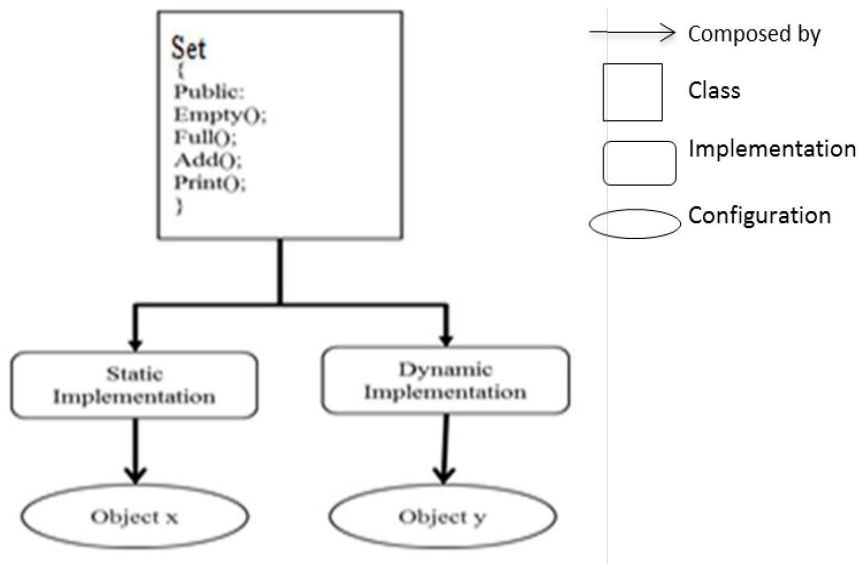 Set
{
Public:
Empty();
Full();
Add();
Print();
}
Static
Implementation
Dynamic
Implementation
Object x
Object y
Composed by
Class
Implementation
Configuration